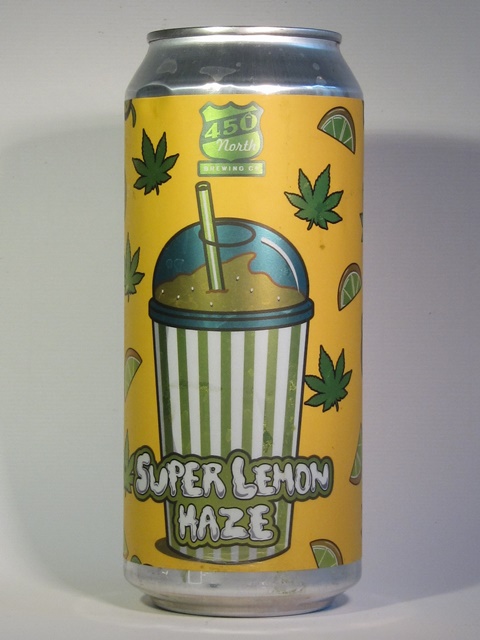 450
North
BREWING CO.
SUPER LEMON
HAZE